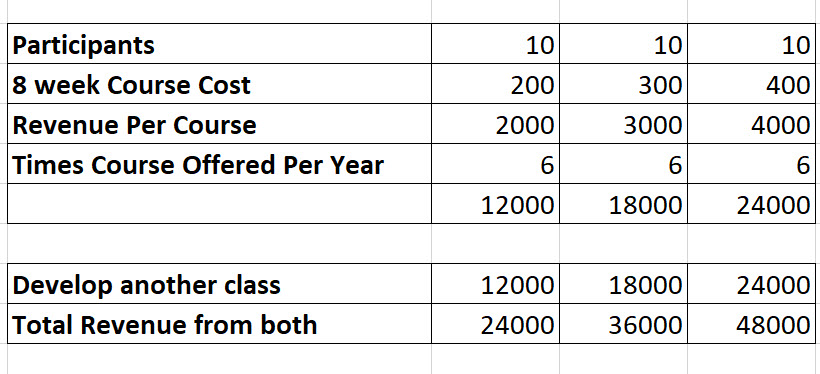 Participants 10 10 10
8 week Course Cost 200 300 400
Revenue Per Course 2000 3000 4000
Times Course Offered Per Year 6 6 6
12000 18000 24000
Develop another class 12000 18000 24000
Total Revenue from both 24000 36000 48000